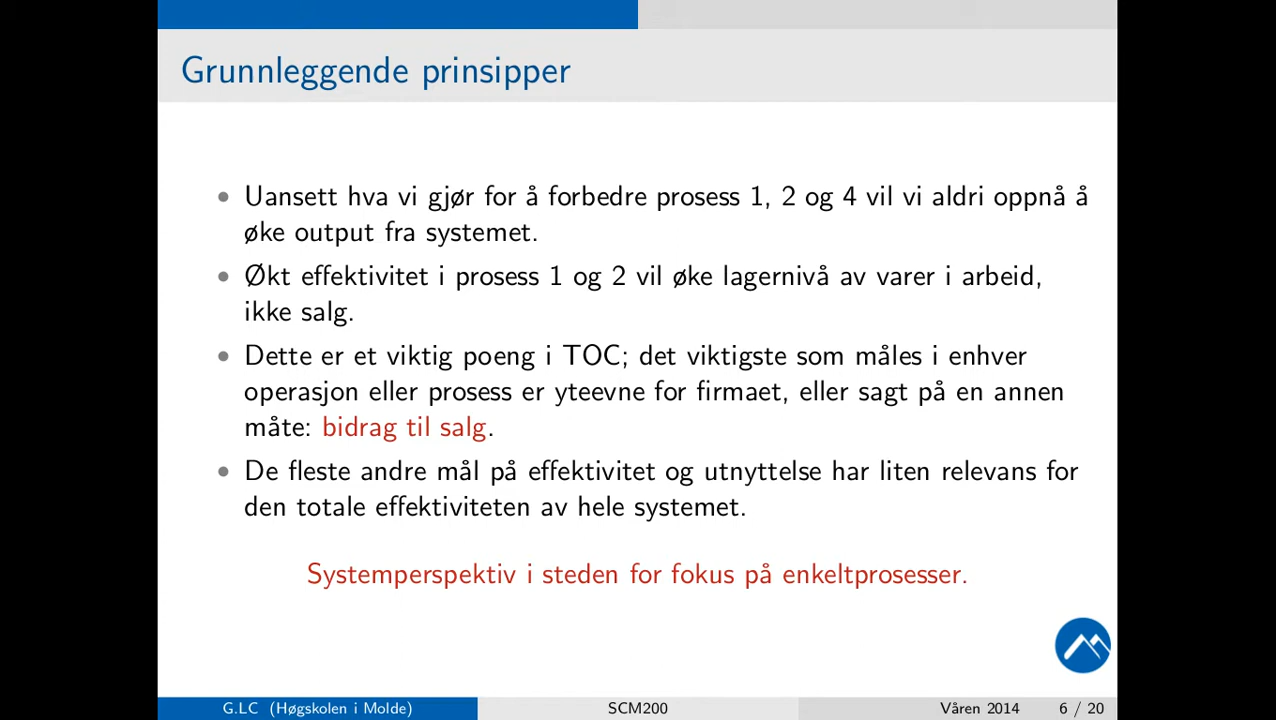 Grunnleggende prinsipper
• Uansett hva vi gjør for å forbedre prosess 1, 2 og 4 vil vi aldri oppnå å
øke output fra systemet.
• Økt effektivitet i prosess 1 og 2 vil øke lagernivå av varer i arbeid,
ikke salg.
• Dette er et viktig poeng i TOC; det viktigste som måles i enhver
operasjon eller prosess er yteevne for firmaet, eller sagt på en annen
måte: bidrag til salg.
• De fleste andre mål på effektivitet og utnyttelse har liten relevans for
den totale effektiviteten av hele systemet.
Systemperspektiv i steden for fokus på enkeltprosesser.
G.LC (Høgskolen i Molde) SCM200 Våren 2014 6 / 20